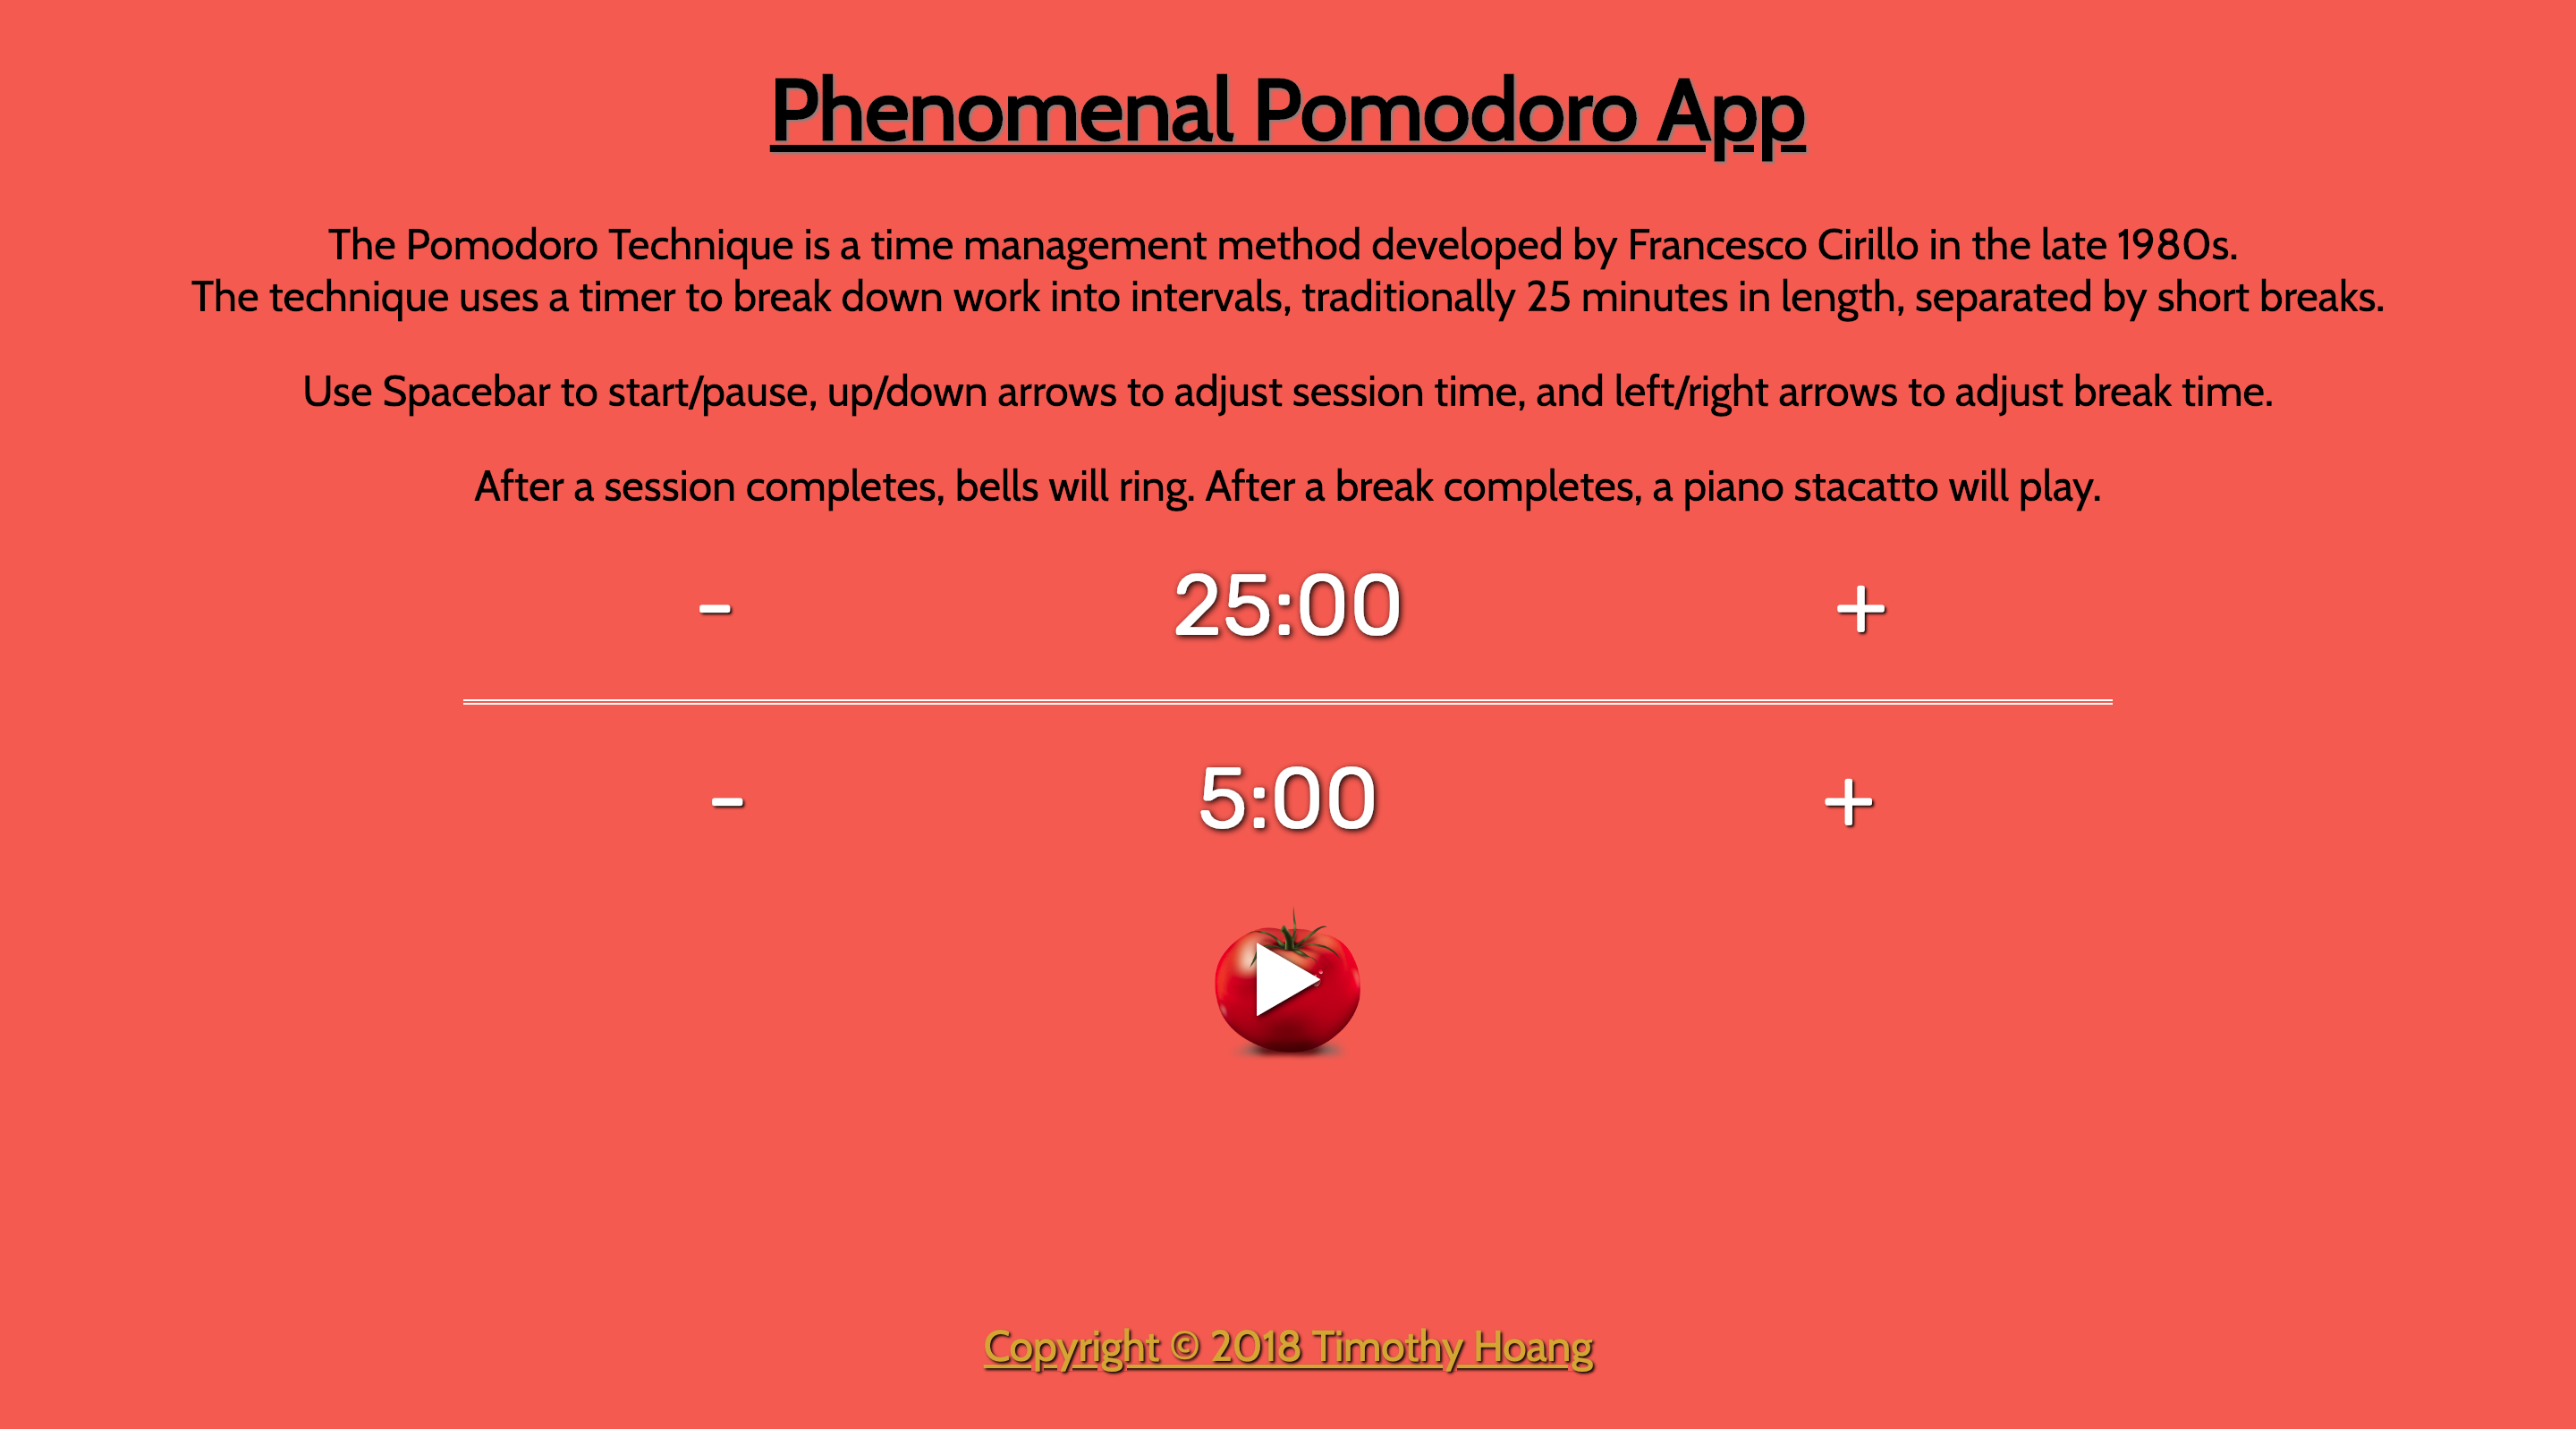 Phenomenal Pomodoro App
The Pomodoro Technique is a time management method developed by Francesco Cirillo in the late 1980s.
The technique uses a timer to break down work into intervals, traditionally 25 minutes in length, separated by short breaks.
Use Spacebar to start/pause, up/down arrows to adjust session time, and left/right arrows to adjust break time.
After a session completes, bells will ring. After a break completes, a piano stacatto will play.
- 25:00 +
- 5:00 +
Copyright © 2018 Timothy Hoang